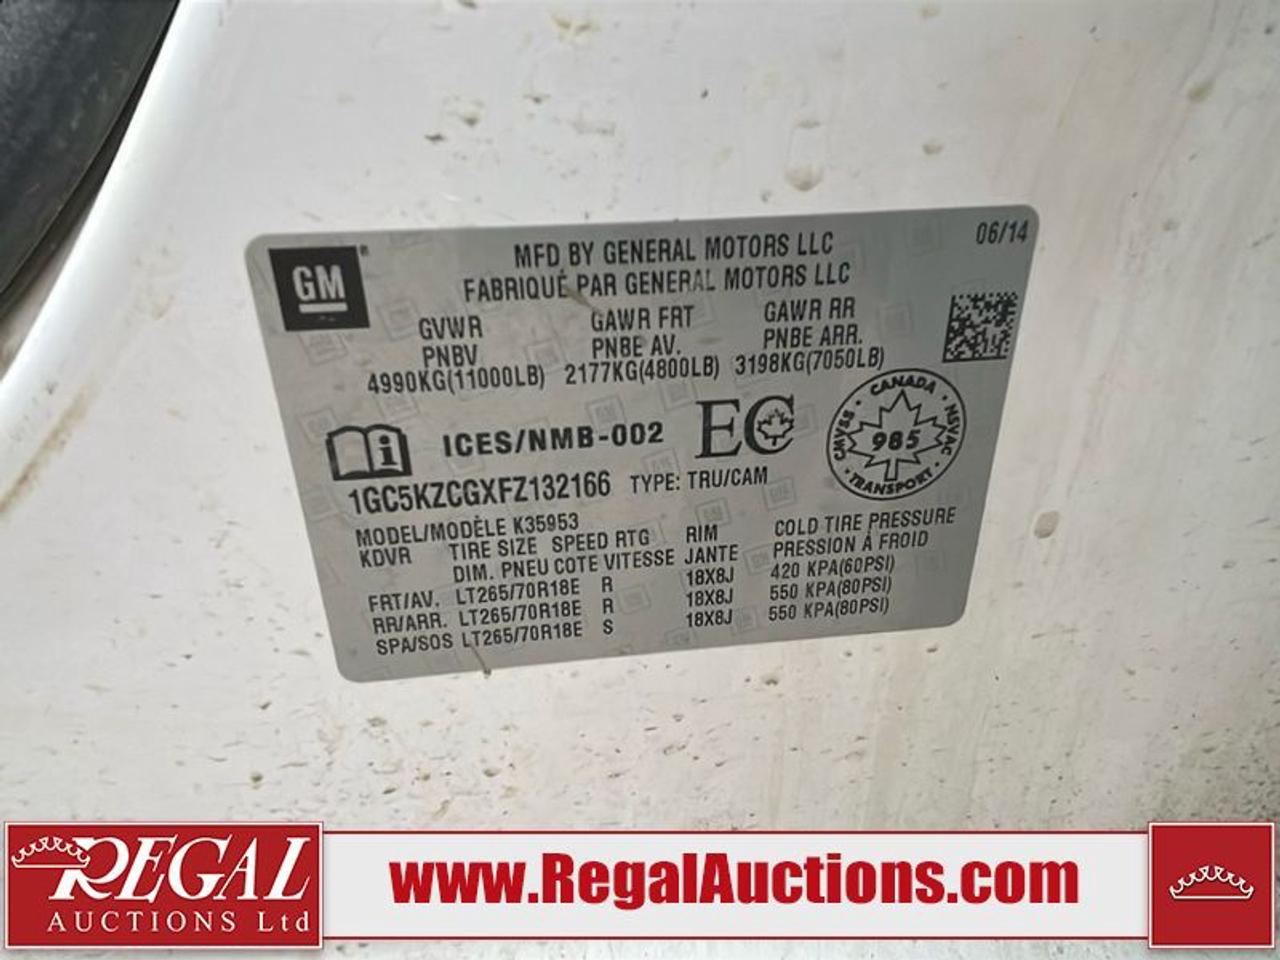 GM
MFD BY GENERAL MOTORS LLC
06/14
FABRIQUÉ PAR GENERAL MOTORS LLC
GVWR GAWR FRT GAWR RR
PNBV PNBE AV. PNBE ARR.
4990KG(11000LB) 2177KG(4800LB) 3198KG(7050LB)
i ICES/NMB-002 EC
CANADA
CMVSS 985 NSVAC
TRANSPORT
1GC5KZCGXFZ132166 TYPE: TRU/CAM
MODEL/MODÈLE K35953
KDVR TIRE SIZE SPEED RTG RIM COLD TIRE PRESSURE
DIM. PNEU COTE VITESSE JANTE PRESSION À FROID
FRT/AV. LT265/70R18E R 18X8J 420 KPA(60PSI)
RR/ARR. LT265/70R18E R 18X8J 550 KPA(80PSI)
SPA/SOS LT265/70R18E S 18X8J 550 KPA(80PSI)
REGAL
AUCTIONS Ltd
www.RegalAuctions.com